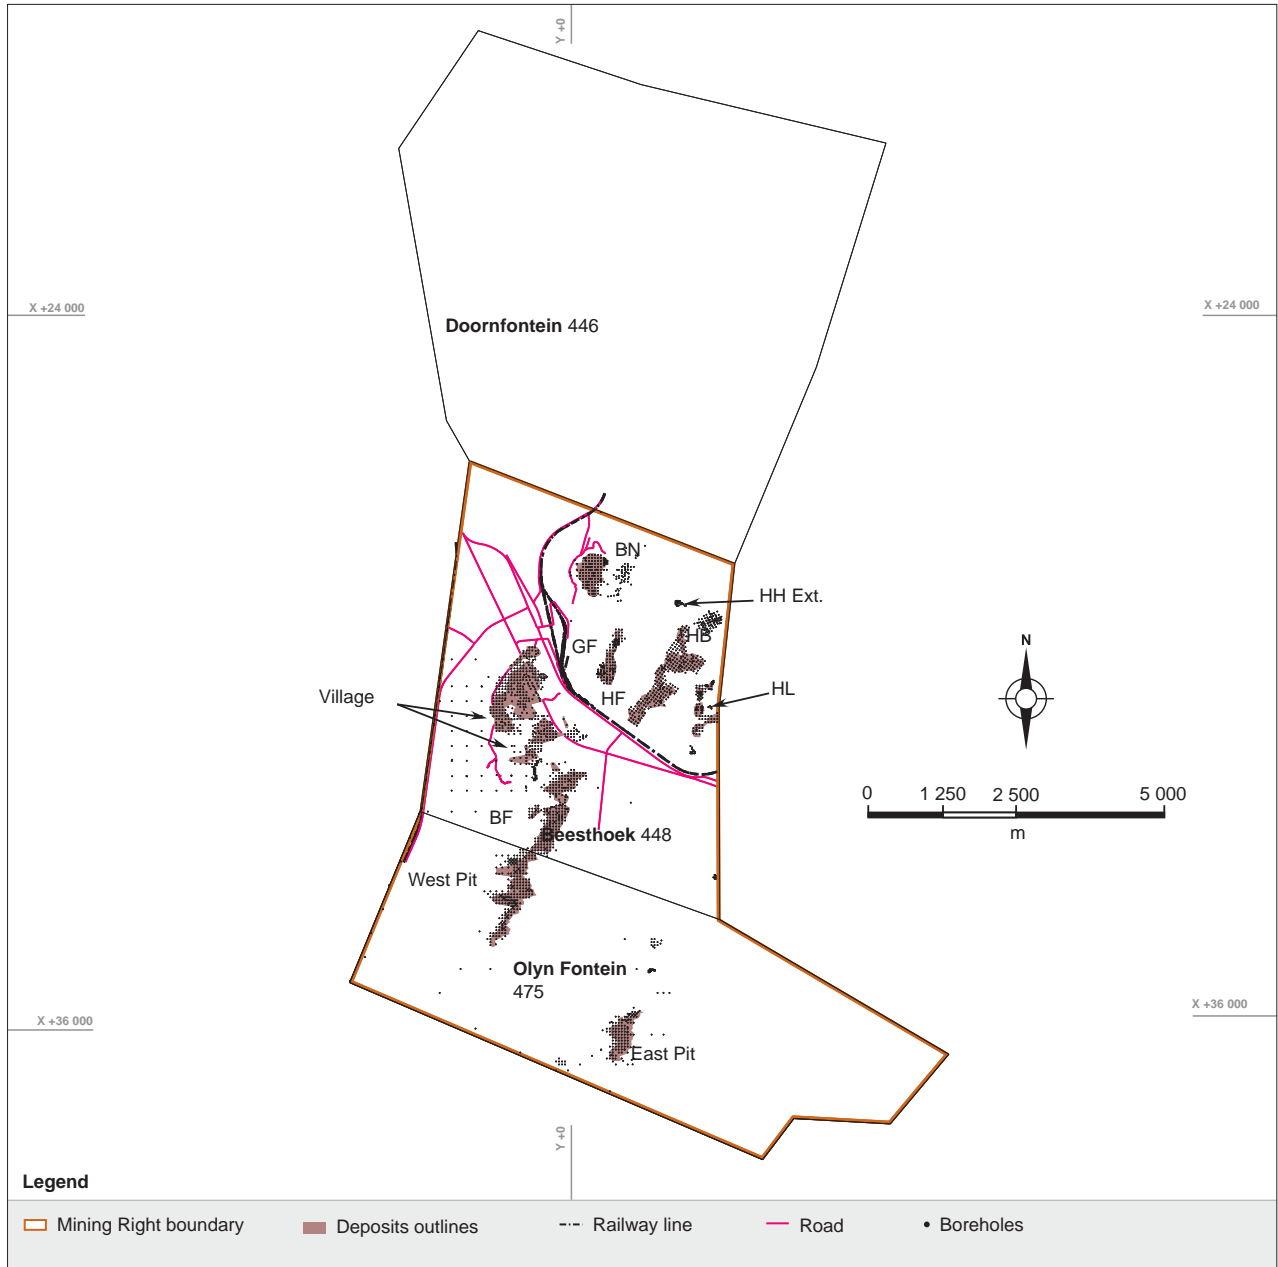 Y +0
X +24 000
X +24 000
Doornfontein 446
BN
HH Ext.
HB
GF
HF
HL
Village
N
0 1 250 2 500 5 000
m
BF
Beesthoek 448
West Pit
Olyn Fontein
475
X +36 000
X +36 000
East Pit
Y +0
Legend
Mining Right boundary
Deposits outlines
Railway line
Road
Boreholes